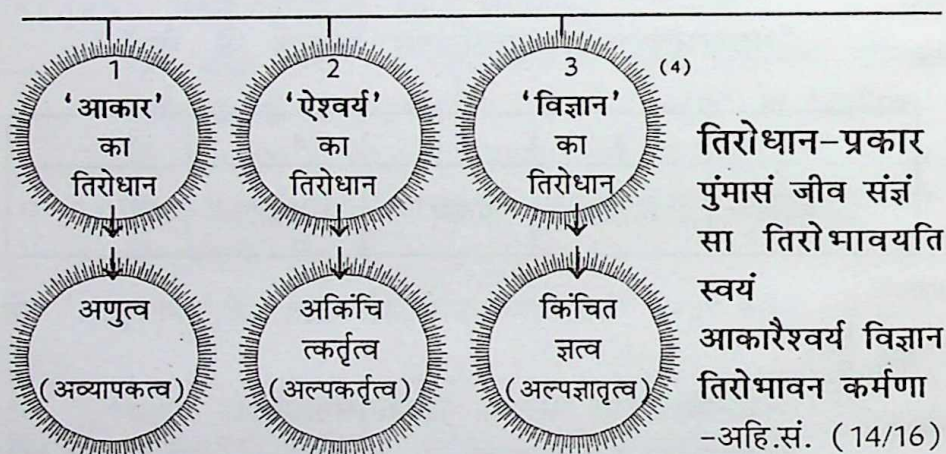 1
‘आकार’
का
तिरोधान
2
‘ऐश्वर्य’
का
तिरोधान
3
‘विज्ञान’
का
तिरोधान
(4)
अणुत्व
(अव्यापकत्व)
अकिंचि
त्कर्तृत्व
(अल्पकर्तृत्व)
किंचित
ज्ञत्व
(अल्पज्ञातृत्व)
तिरोधान-प्रकार
पुंमासं जीव संज्ञं
सा तिरोभावयति
स्वयं
आकारैश्वर्य विज्ञान
तिरोभावन कर्मणा
-अहि.सं. (14/16)